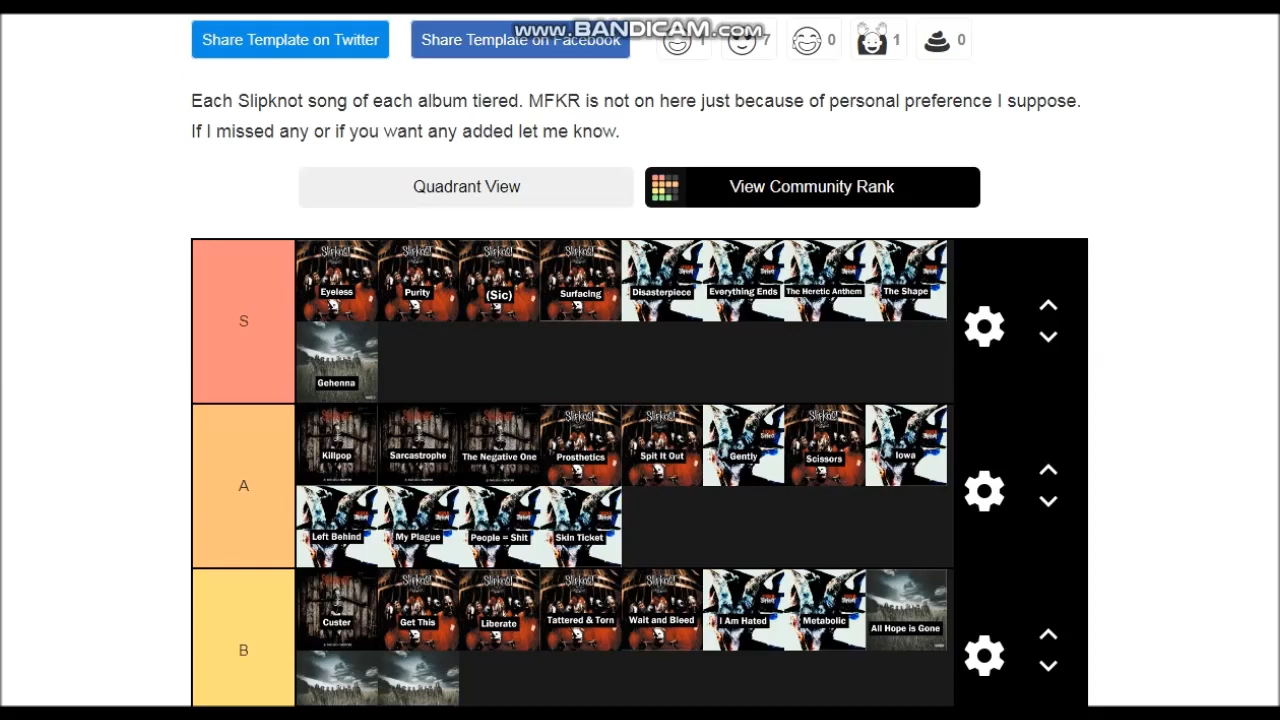 www.BANDICAM.com
Share Template on Twitter
Share Template on Facebook
1
7
0
1
0
Each Slipknot song of each album tiered. MFKR is not on here just because of personal preference I suppose.
If I missed any or if you want any added let me know.
Quadrant View
View Community Rank
S
Eyeless
Purity
(Sic)
Surfacing
Disasterpiece
Everything Ends
The Heretic Anthem
The Shape
Gehenna
A
Killpop
Sarcastrophe
The Negative One
Prosthetics
Spit It Out
Gently
Scissors
Iowa
Left Behind
My Plague
People = Shit
Skin Ticket
B
Custer
Get This
Liberate
Tattered & Torn
Wait and Bleed
I Am Hated
Metabolic
All Hope is Gone